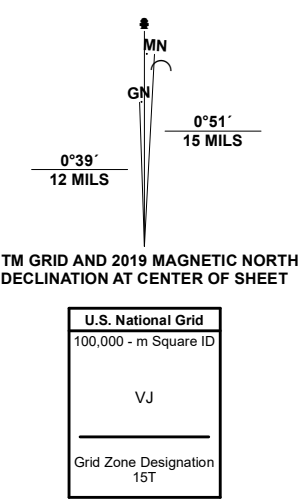 MN
GN
0°51´
15 MILS
0°39´
12 MILS
TM GRID AND 2019 MAGNETIC NORTH
DECLINATION AT CENTER OF SHEET
U.S. National Grid
100,000 - m Square ID
VJ
Grid Zone Designation
15T